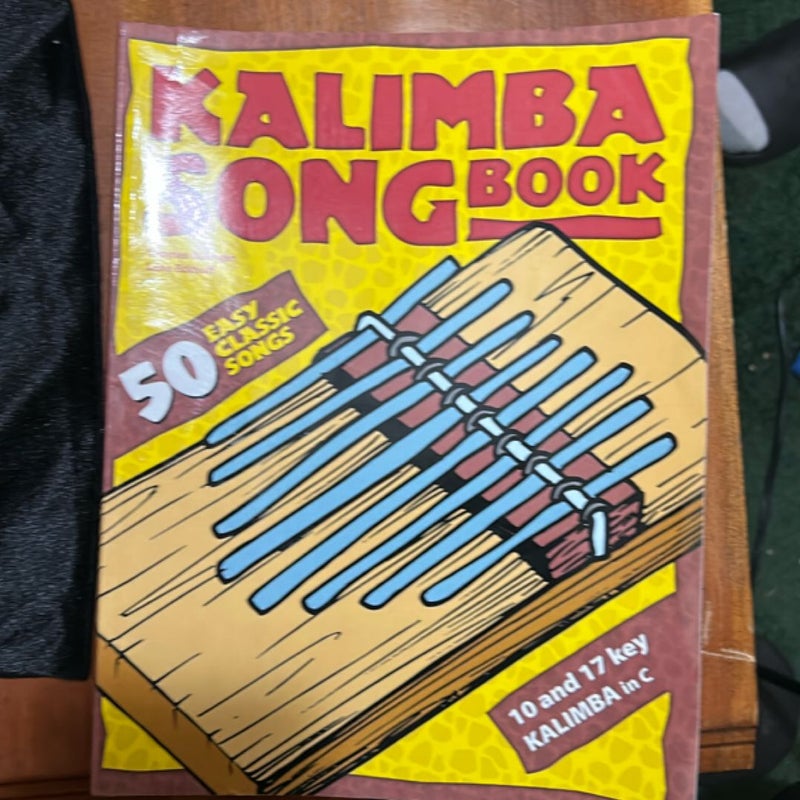 KALIMBA
SONG BOOK
50 EASY
CLASSIC
SONGS
10 and 17 key
KALIMBA in C